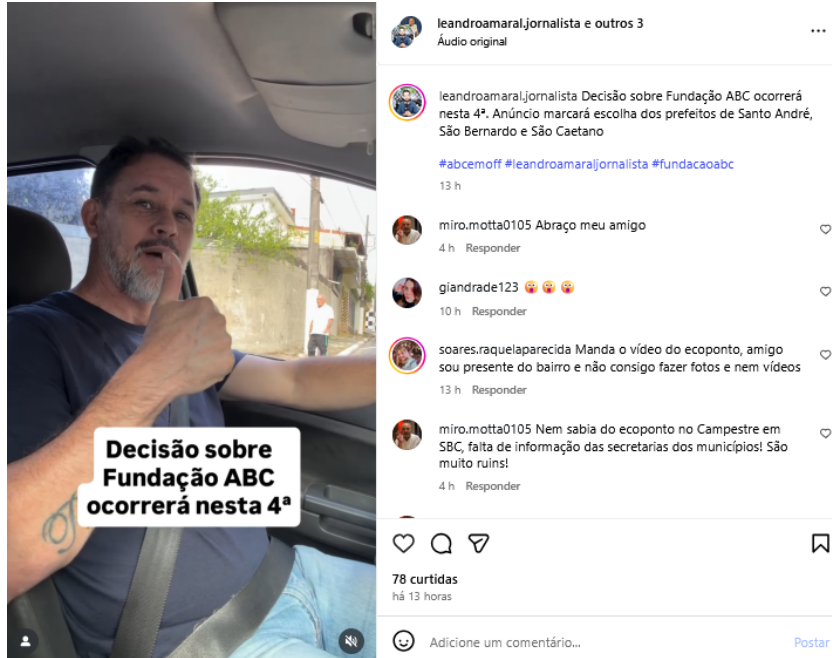 leandroamaral.jornalista e outros 3
Áudio original
leandroamaral.jornalista Decisão sobre Fundação ABC ocorrerá
nesta 4ª. Anúncio marcará escolha dos prefeitos de Santo André,
São Bernardo e São Caetano
#abcemoff #leandroamaraljornalista #fundacaoabc
13 h
miro.motta0105 Abraço meu amigo
4 h Responder
giandrade123
10 h Responder
soares.raquelaparecida Manda o vídeo do ecoponto, amigo
sou presente do bairro e não consigo fazer fotos e nem vídeos
13 h Responder
miro.motta0105 Nem sabia do ecoponto no Campestre em
SBC, falta de informação das secretarias dos municípios! São
muito ruins!
4 h Responder
78 curtidas
há 13 horas
Adicione um comentário...
Postar
Decisão sobre
Fundação ABC
ocorrerá nesta 4ª